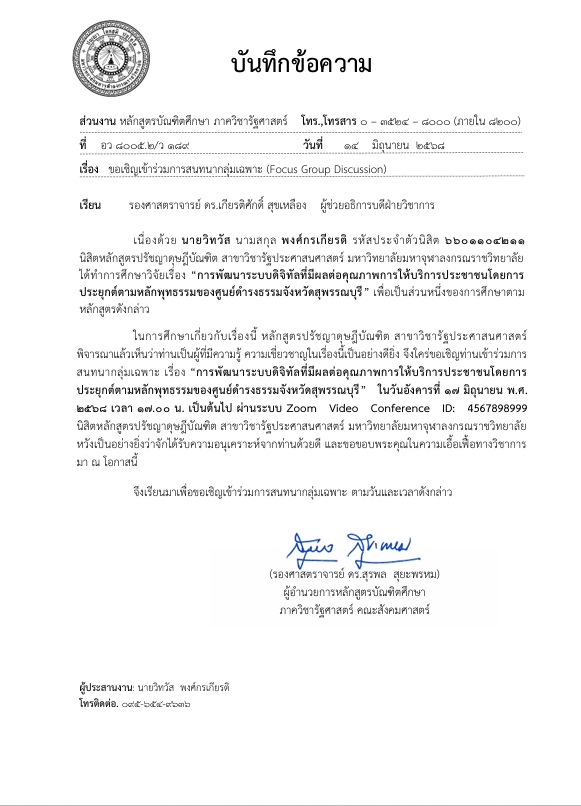 บันทึกข้อความ
ส่วนงาน หลักสูตรบัณฑิตศึกษา ภาควิชารัฐศาสตร์ โทร.,โทรสาร ๐ – ๓๕๒๔ – ๘๐๐๐ (ภายใน ๘๒๐๐)
ที่ อว ๘๐๐๕.๒/ว ๑๘๙ วันที่ ๑๔ มิถุนายน ๒๕๖๘
เรื่อง ขอเชิญเข้าร่วมการสนทนากลุ่มเฉพาะ (Focus Group Discussion)
เรียน รองศาสตราจารย์ ดร.เกียรติศักดิ์ สุขเหลือง ผู้ช่วยอธิการบดีฝ่ายวิชาการ
เนื่องด้วย นายวิทวัส นามสกุล พงศ์กรเกียรติ รหัสประจำตัวนิสิต ๖๖๐๑๑๐๔๒๑๑
นิสิตหลักสูตรปรัชญาดุษฎีบัณฑิต สาขาวิชารัฐประศาสนศาสตร์ มหาวิทยาลัยมหาจุฬาลงกรณราชวิทยาลัย
ได้ทำการศึกษาวิจัยเรื่อง “การพัฒนาระบบดิจิทัลที่มีผลต่อคุณภาพการให้บริการประชาชนโดยการ
ประยุกต์ตามหลักพุทธรรมของศูนย์ดำรงธรรมจังหวัดสุพรรณบุรี” เพื่อเป็นส่วนหนึ่งของการศึกษาตาม
หลักสูตรดังกล่าว
ในการศึกษาเกี่ยวกับเรื่องนี้ หลักสูตรปรัชญาดุษฎีบัณฑิต สาขาวิชารัฐประศาสนศาสตร์
พิจารณาแล้วเห็นว่าท่านเป็นผู้ที่มีความรู้ ความเชี่ยวชาญในเรื่องนี้เป็นอย่างดียิ่ง จึงใคร่ขอเชิญท่านเข้าร่วมการ
สนทนากลุ่มเฉพาะ เรื่อง “การพัฒนาระบบดิจิทัลที่มีผลต่อคุณภาพการให้บริการประชาชนโดยการ
ประยุกต์ตามหลักพุทธรรมของศูนย์ดำรงธรรมจังหวัดสุพรรณบุรี” ในวันอังคารที่ ๑๗ มิถุนายน พ.ศ.
๒๕๖๘ เวลา ๑๗.๐๐ น. เป็นต้นไป ผ่านระบบ Zoom Video Conference ID: 4567898999
นิสิตหลักสูตรปรัชญาดุษฎีบัณฑิต สาขาวิชารัฐประศาสนศาสตร์ มหาวิทยาลัยมหาจุฬาลงกรณราชวิทยาลัย
หวังเป็นอย่างยิ่งว่าจักได้รับความอนุเคราะห์จากท่านด้วยดี และขอขอบพระคุณในความเอื้อเฟื้อทางวิชาการ
มา ณ โอกาสนี้
จึงเรียนมาเพื่อขอเชิญเข้าร่วมการสนทนากลุ่มเฉพาะ ตามวันและเวลาดังกล่าว
(รองศาสตราจารย์ ดร.สุรพล สุยะพรหม)
ผู้อำนวยการหลักสูตรบัณฑิตศึกษา
ภาควิชารัฐศาสตร์ คณะสังคมศาสตร์
ผู้ประสานงาน: นายวิทวัส พงศ์กรเกียรติ
โทรติดต่อ. ๐๙๕-๖๕๔-๙๖๓๖